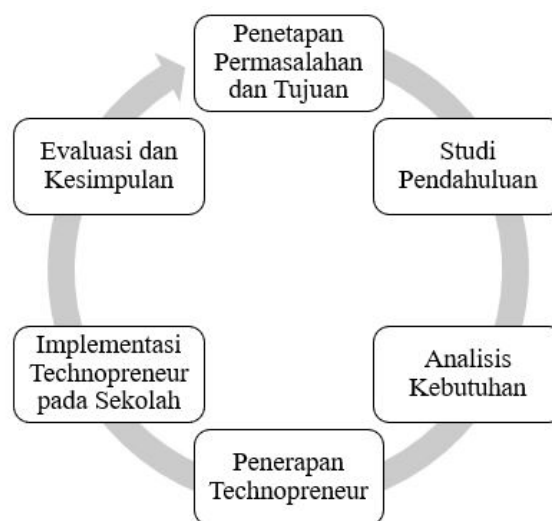 Penetapan
Permasalahan
dan Tujuan
Studi
Pendahuluan
Analisis
Kebutuhan
Penerapan
Technopreneur
Implementasi
Technopreneur
pada Sekolah
Evaluasi dan
Kesimpulan